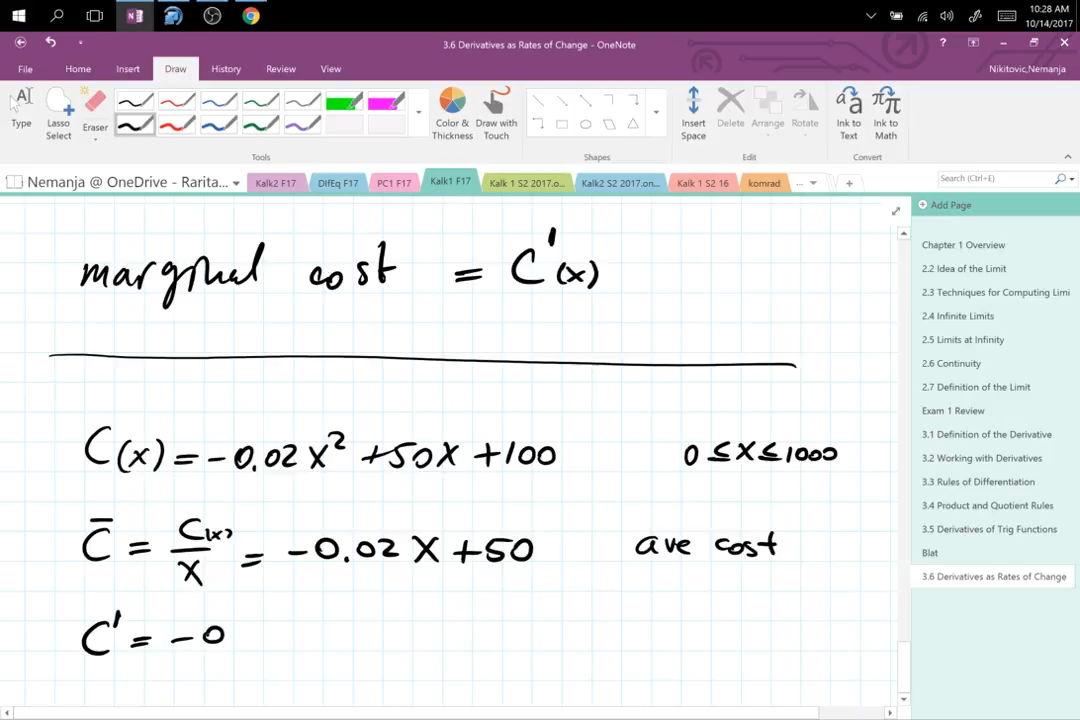 10:28 AM
10/14/2017
3.6 Derivatives as Rates of Change - OneNote
File Home Insert Draw History Review View Nikitovic,Nemanja
Type Lasso Select Eraser Color & Thickness Draw with Touch Insert Space Delete Arrange Rotate Ink to Text Ink to Math
Tools Shapes Edit Convert
Nemanja @ OneDrive - Rarita... Kalk2 F17 DifEq F17 PC1 F17 Kalk1 F17 Kalk 1 S2 2017.o... Kalk2 S2 2017.on... Kalk 1 S2 16 komrad ... Search (Ctrl+E)
Add Page
Chapter 1 Overview
2.2 Idea of the Limit
2.3 Techniques for Computing Limi
2.4 Infinite Limits
2.5 Limits at Infinity
2.6 Continuity
2.7 Definition of the Limit
Exam 1 Review
3.1 Definition of the Derivative
3.2 Working with Derivatives
3.3 Rules of Differentiation
3.4 Product and Quotient Rules
3.5 Derivatives of Trig Functions
Blat
3.6 Derivatives as Rates of Change
marginal cost = C'(x)
C(x) = -0.02x² + 50x + 100 0 ≤ x ≤ 1000
C̄ = C(x)/x = -0.02x + 50 ave cost
C' = -0